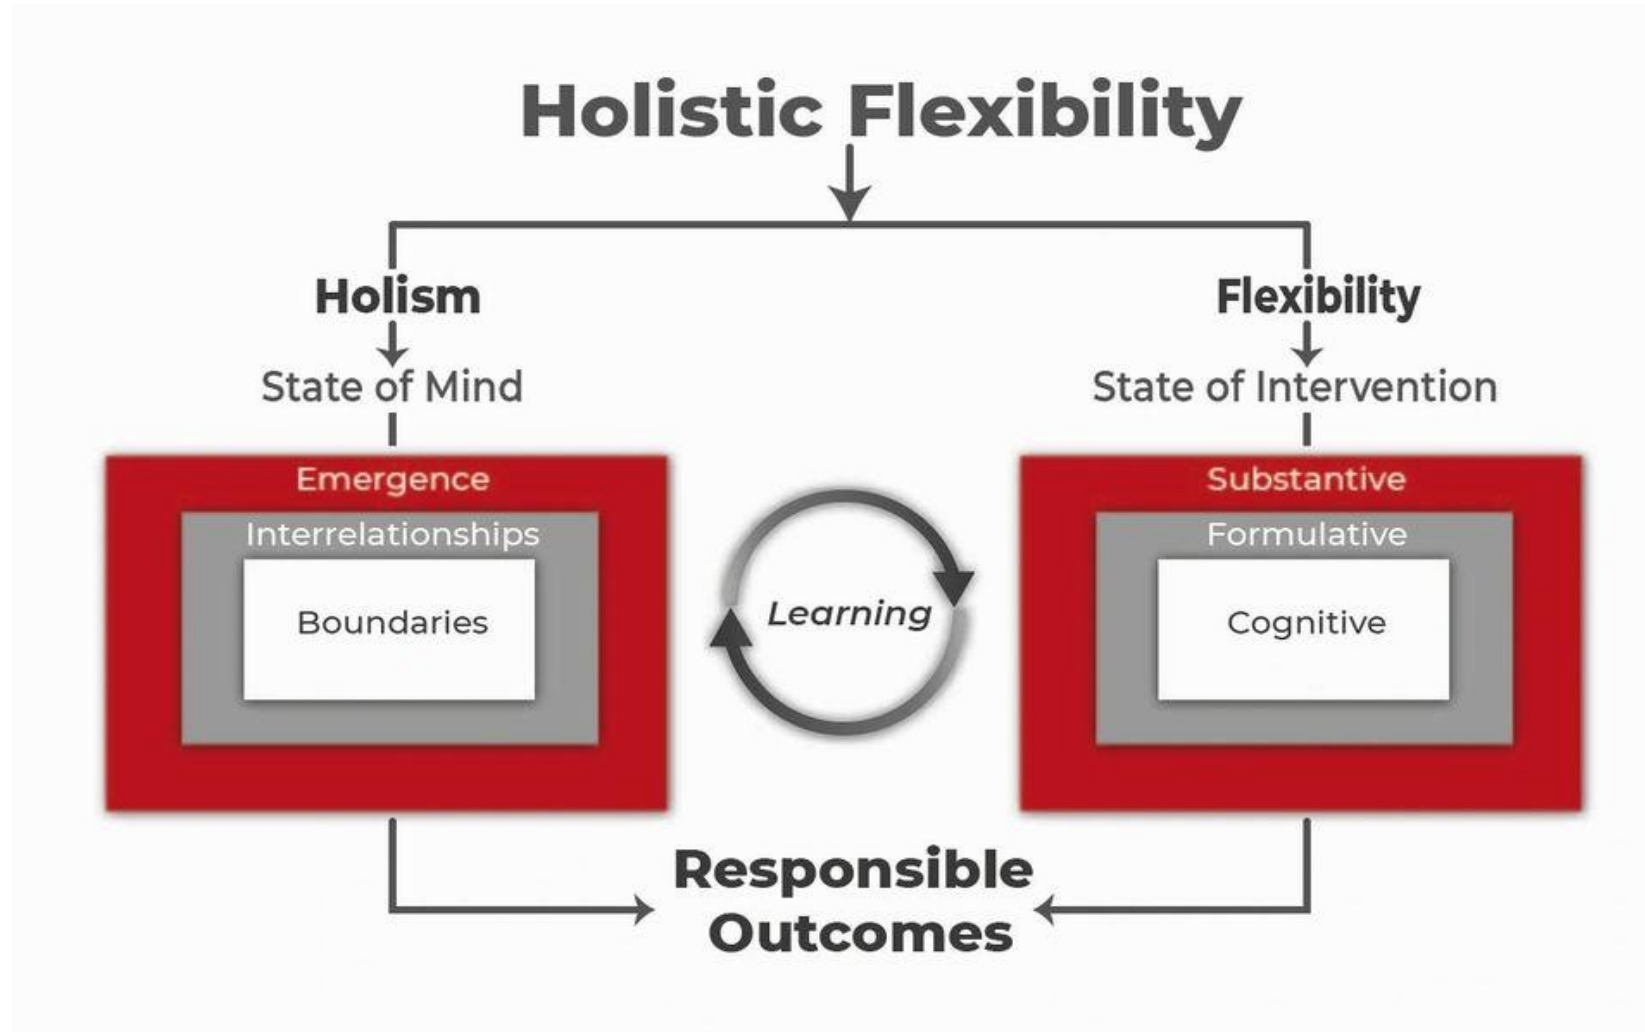 Holistic Flexibility
Holism
Flexibility
State of Mind
State of Intervention
Emergence
Interrelationships
Boundaries
Learning
Substantive
Formulative
Cognitive
Responsible
Outcomes